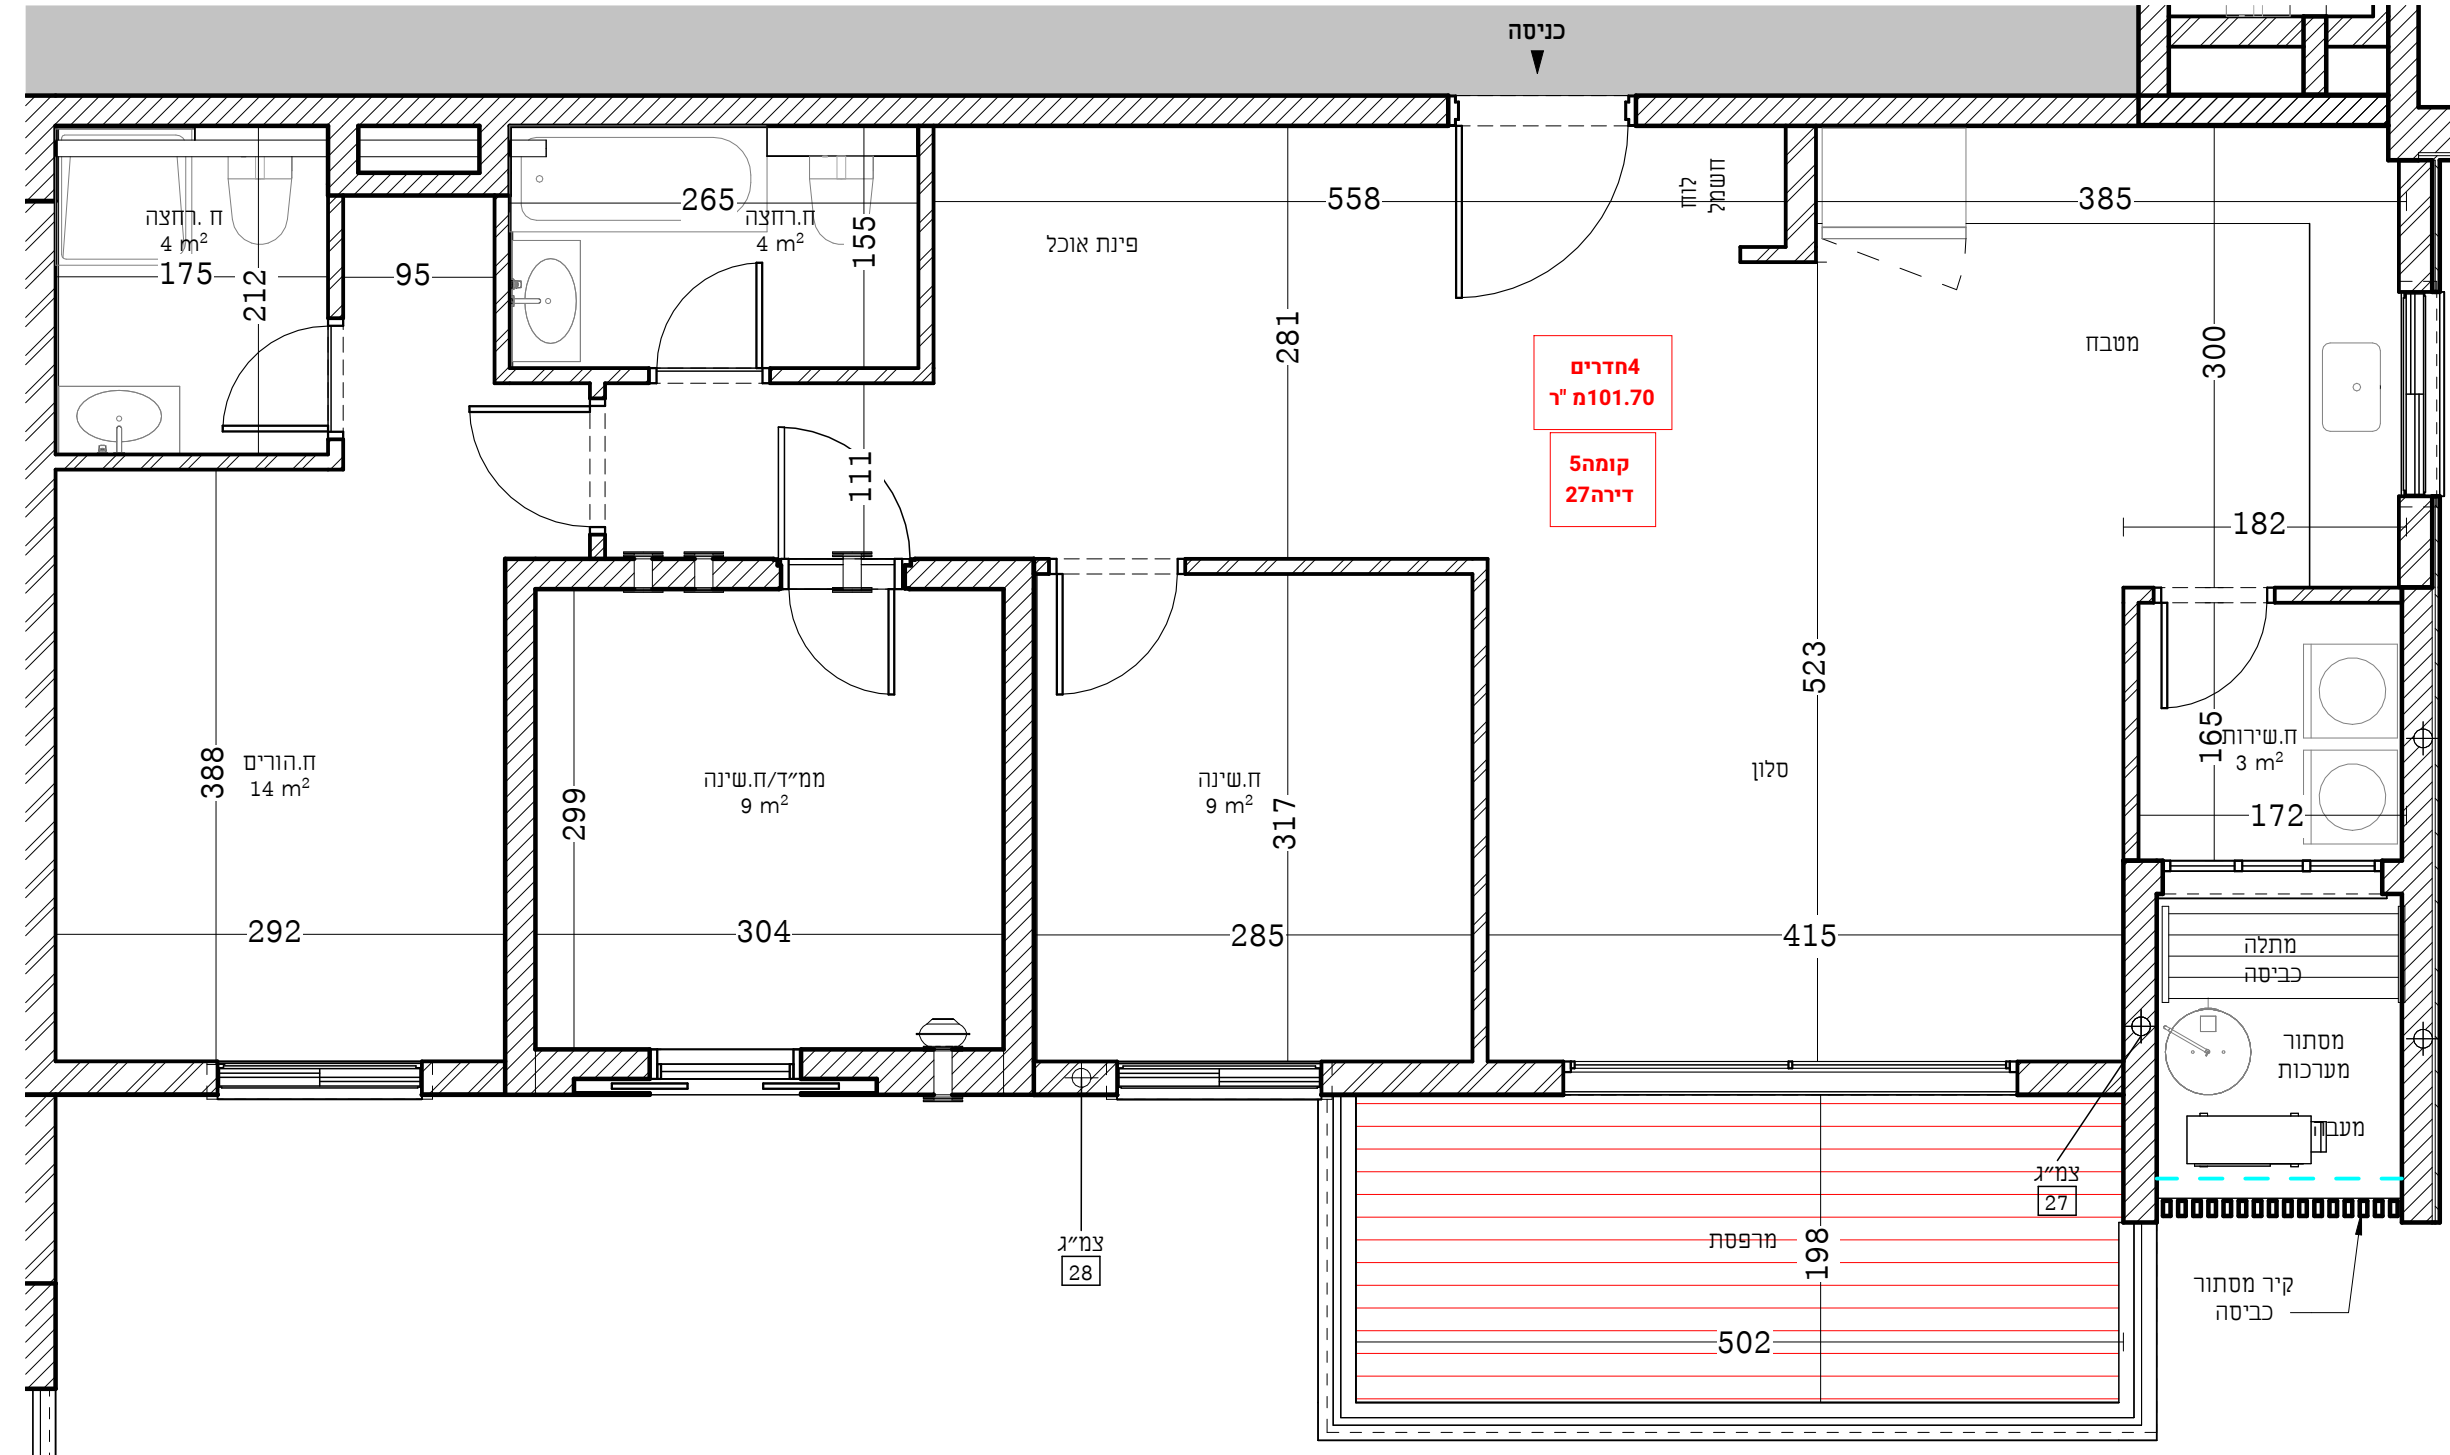 כניסה
ח .רחצה
4 m²
175
212
95
265
ח.רחצה
4 m²
155
פינת אוכל
558
לוח
חשמל
385
281
מטבח
300
4חדרים
101.70מ "ר
קומה5
דירה27
111
182
523
165
ח.שירות
3 m²
172
388
ח.הורים
14 m²
299
ממ״ד/ח.שינה
9 m²
ח.שינה
9 m²
317
סלון
292
304
285
415
מתלה
כביסה
מסתור
מערכות
מעבה
צמ״ג
27
צמ״ג
28
מרפסת
198
502
קיר מסתור
כביסה